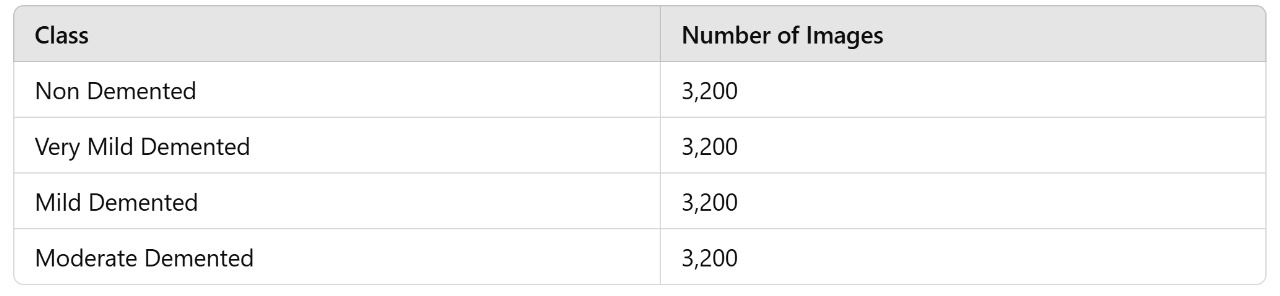 Class Number of Images
Non Demented 3,200
Very Mild Demented 3,200
Mild Demented 3,200
Moderate Demented 3,200